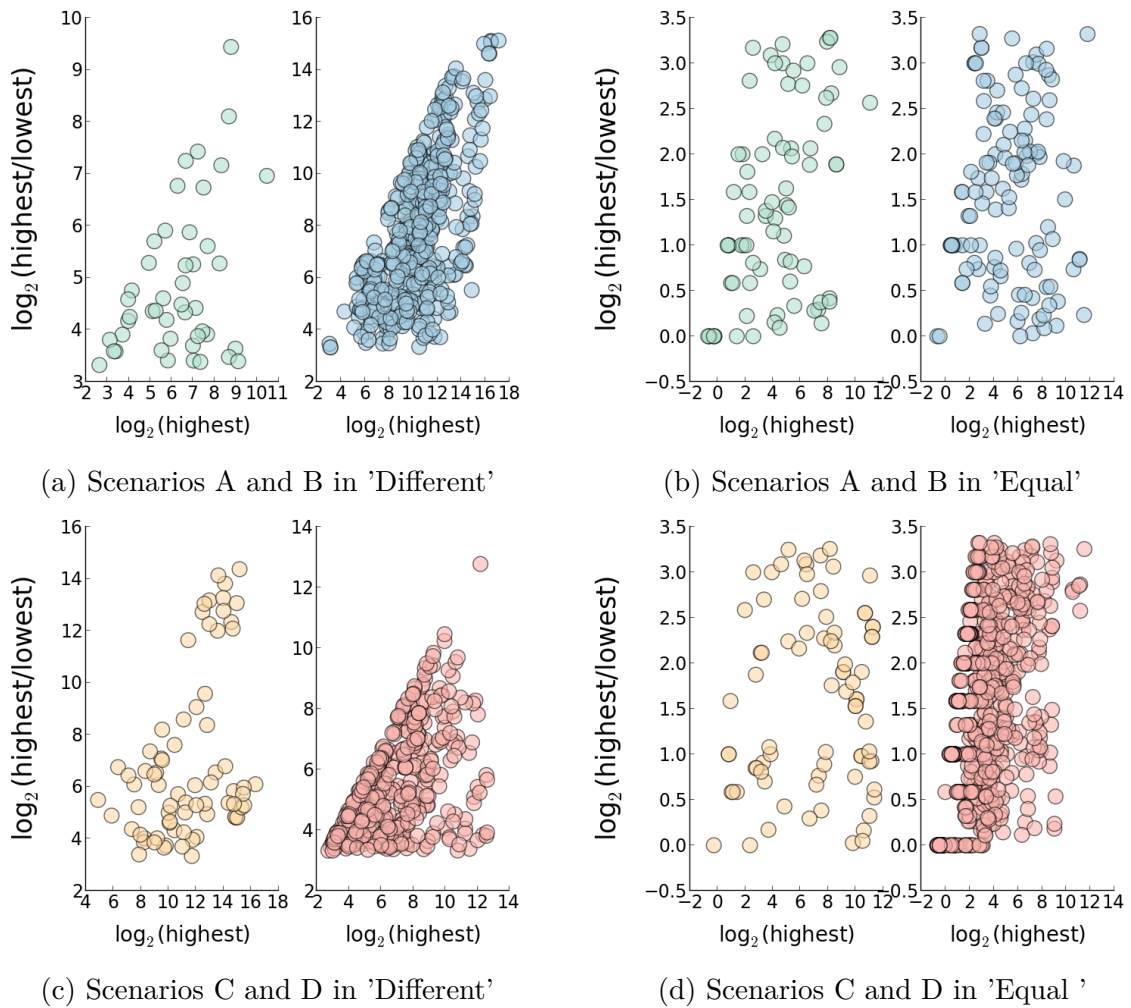 10
9
8
7
6
5
4
3
2 3 4 5 6 7 8 9 10 11
log2(highest/lowest)
log2(highest)
16
14
12
10
8
6
4
2
2 4 6 8 10 12 14 16 18
log2(highest)
3.5
3.0
2.5
2.0
1.5
1.0
0.5
0.0
−0.5
−2 0 2 4 6 8 10 12
log2(highest/lowest)
log2(highest)
3.5
3.0
2.5
2.0
1.5
1.0
0.5
0.0
−0.5
−2 0 2 4 6 8 10 12 14
log2(highest)
(a) Scenarios A and B in 'Different'
(b) Scenarios A and B in 'Equal'
16
14
12
10
8
6
4
2
4 6 8 10 12 14 16 18
log2(highest/lowest)
log2(highest)
14
12
10
8
6
4
2
2 4 6 8 10 12 14
log2(highest)
3.5
3.0
2.5
2.0
1.5
1.0
0.5
0.0
−0.5
−2 0 2 4 6 8 10 12
log2(highest/lowest)
log2(highest)
3.5
3.0
2.5
2.0
1.5
1.0
0.5
0.0
−0.5
−2 0 2 4 6 8 10 12 14
log2(highest)
(c) Scenarios C and D in 'Different'
(d) Scenarios C and D in 'Equal '